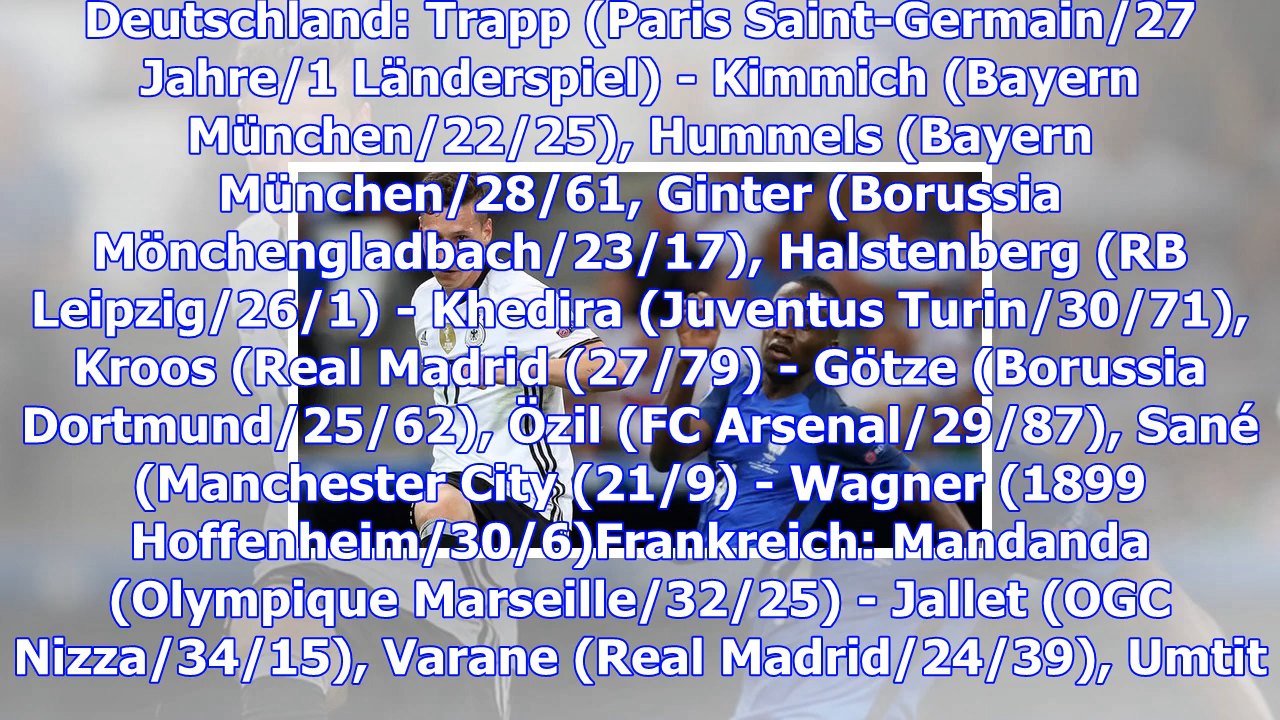 Deutschland: Trapp (Paris Saint-Germain/27
Jahre/1 Länderspiel) - Kimmich (Bayern
München/22/25), Hummels (Bayern
München/28/61, Ginter (Borussia
Mönchengladbach/23/17), Halstenberg (RB
Leipzig/26/1) - Khedira (Juventus Turin/30/71),
Kroos (Real Madrid (27/79) - Götze (Borussia
Dortmund/25/62), Özil (FC Arsenal/29/87), Sané
(Manchester City (21/9) - Wagner (1899
Hoffenheim/30/6)Frankreich: Mandanda
(Olympique Marseille/32/25) - Jallet (OGC
Nizza/34/15), Varane (Real Madrid/24/39), Umtit